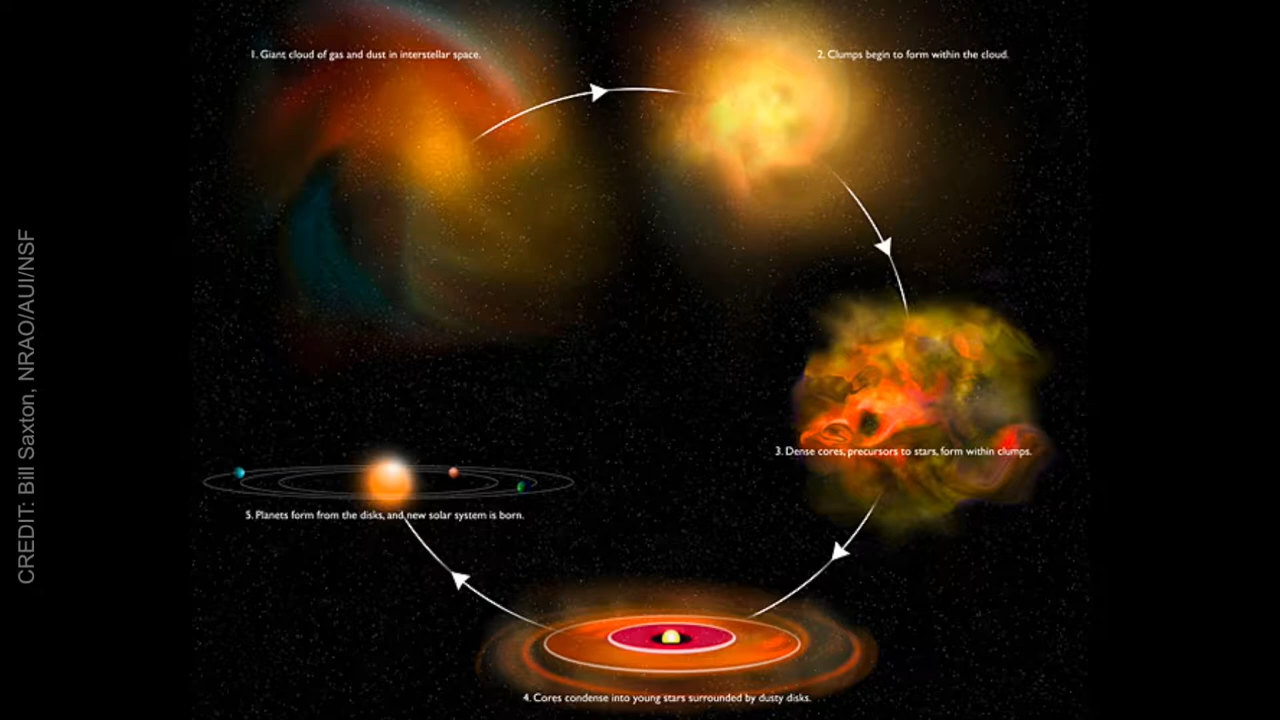 1. Giant cloud of gas and dust in interstellar space.
2. Clumps begin to form within the cloud.
3. Dense cores, precursors to stars, form within clumps.
4. Cores condense into young stars surrounded by dusty disks.
5. Planets form from the disks, and new solar system is born.
CREDIT: Bill Saxton, NRAO/AUI/NSF